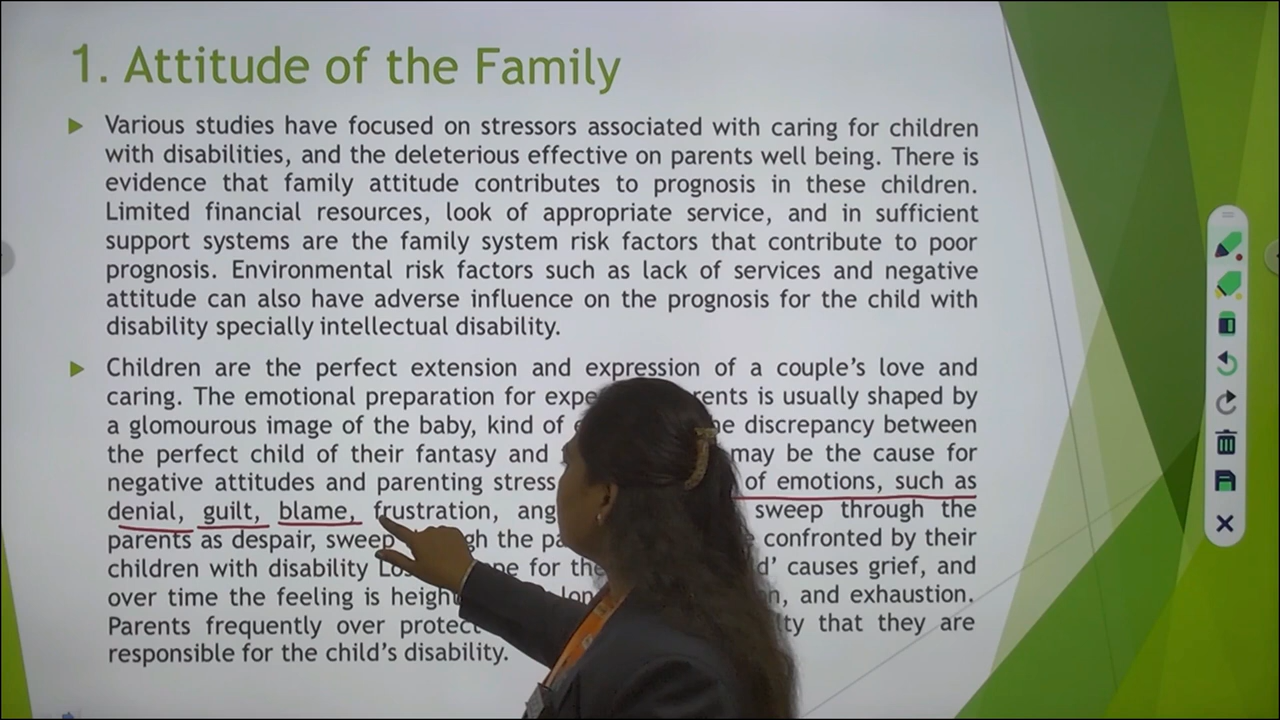 1. Attitude of the Family
Various studies have focused on stressors associated with caring for children
with disabilities, and the deleterious effective on parents well being. There is
evidence that family attitude contributes to prognosis in these children.
Limited financial resources, look of appropriate service, and in sufficient
support systems are the family system risk factors that contribute to poor
prognosis. Environmental risk factors such as lack of services and negative
attitude can also have adverse influence on the prognosis for the child with
disability specially intellectual disability.
Children are the perfect extension and expression of a couple's love and
caring. The emotional preparation for is usually shaped by
a glomourous image of the baby, kind of discrepancy between
the perfect child of their fantasy and may be the cause for
negative attitudes and parenting stress of emotions, such as
denial, guilt, blame, frustration, sweep through the
parents as despair, sweep the confronted by their
children with disability for the causes grief, and
over time the feeling is and exhaustion.
Parents frequently over that they are
responsible for the child's disability.